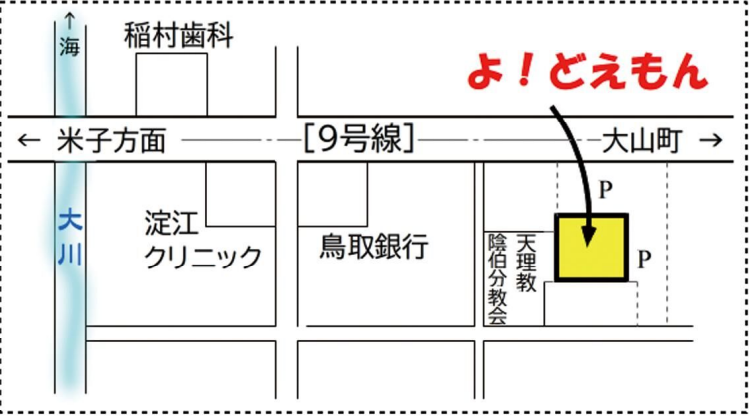 ↑
海
稲村歯科
よ！どえもん
← 米子方面
[9号線]
大山町 →
大川
淀江
クリニック
鳥取銀行
天理教
陰伯分教会
P
P